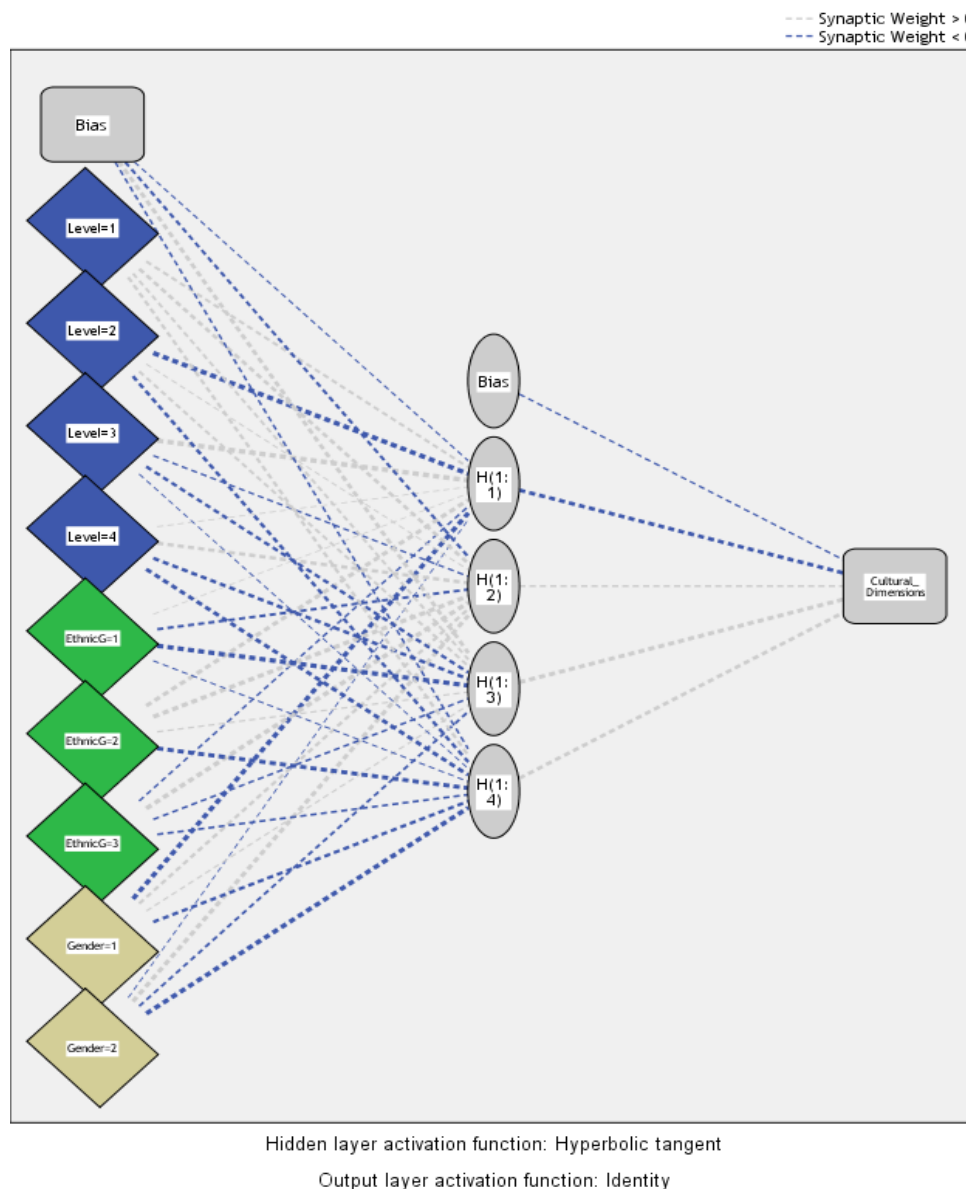 Synaptic Weight >
Synaptic Weight <
Bias
Level=1
Level=2
Level=3
Level=4
EthnicG=1
EthnicG=2
EthnicG=3
Gender=1
Gender=2
Bias
H(1:
1)
H(1:
2)
H(1:
3)
H(1:
4)
Cultural_
Dimensions
Hidden layer activation function: Hyperbolic tangent
Output layer activation function: Identity